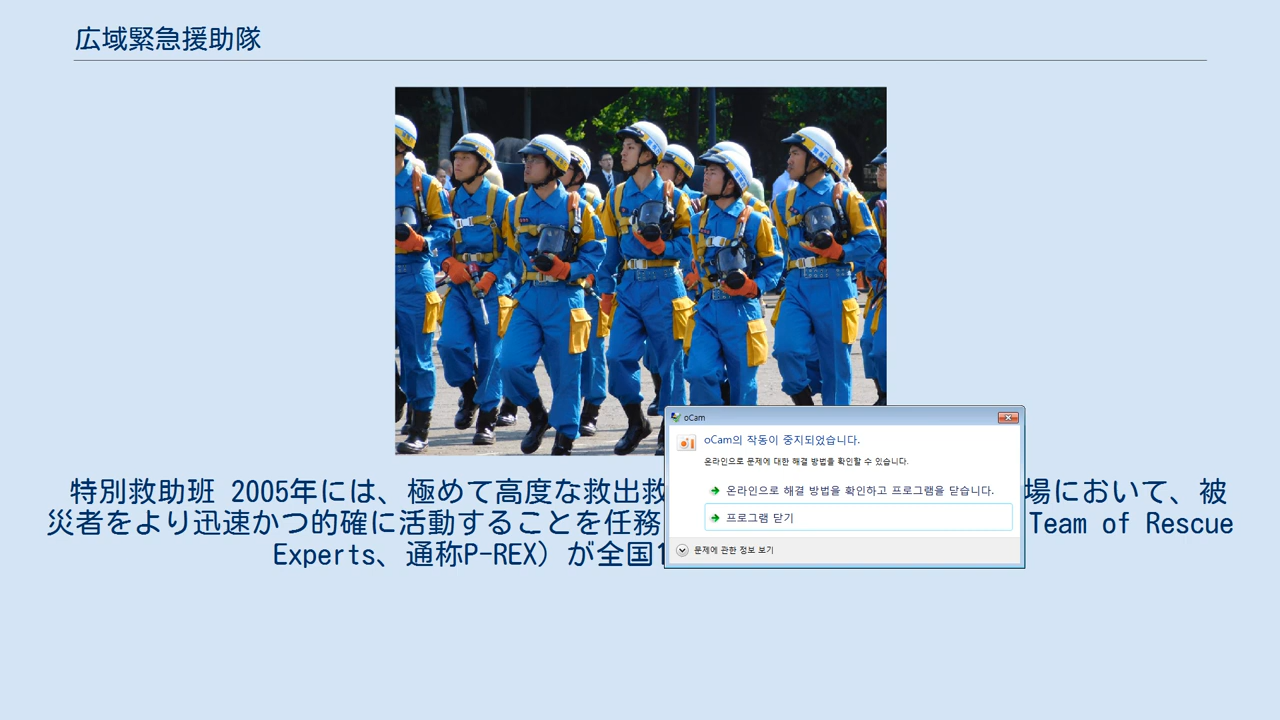 広域緊急援助隊
特別救助班 2005年には、極めて高度な救出救
場において、被
災者をより迅速かつ的確に活動することを任務
Team of Rescue
Experts、通称P-REX）が全国1
oCam
oCam의 작동이 중지되었습니다.
온라인으로 문제에 대한 해결 방법을 확인할 수 있습니다.
온라인으로 해결 방법을 확인하고 프로그램을 닫습니다.
프로그램 닫기
문제에 관한 정보 보기